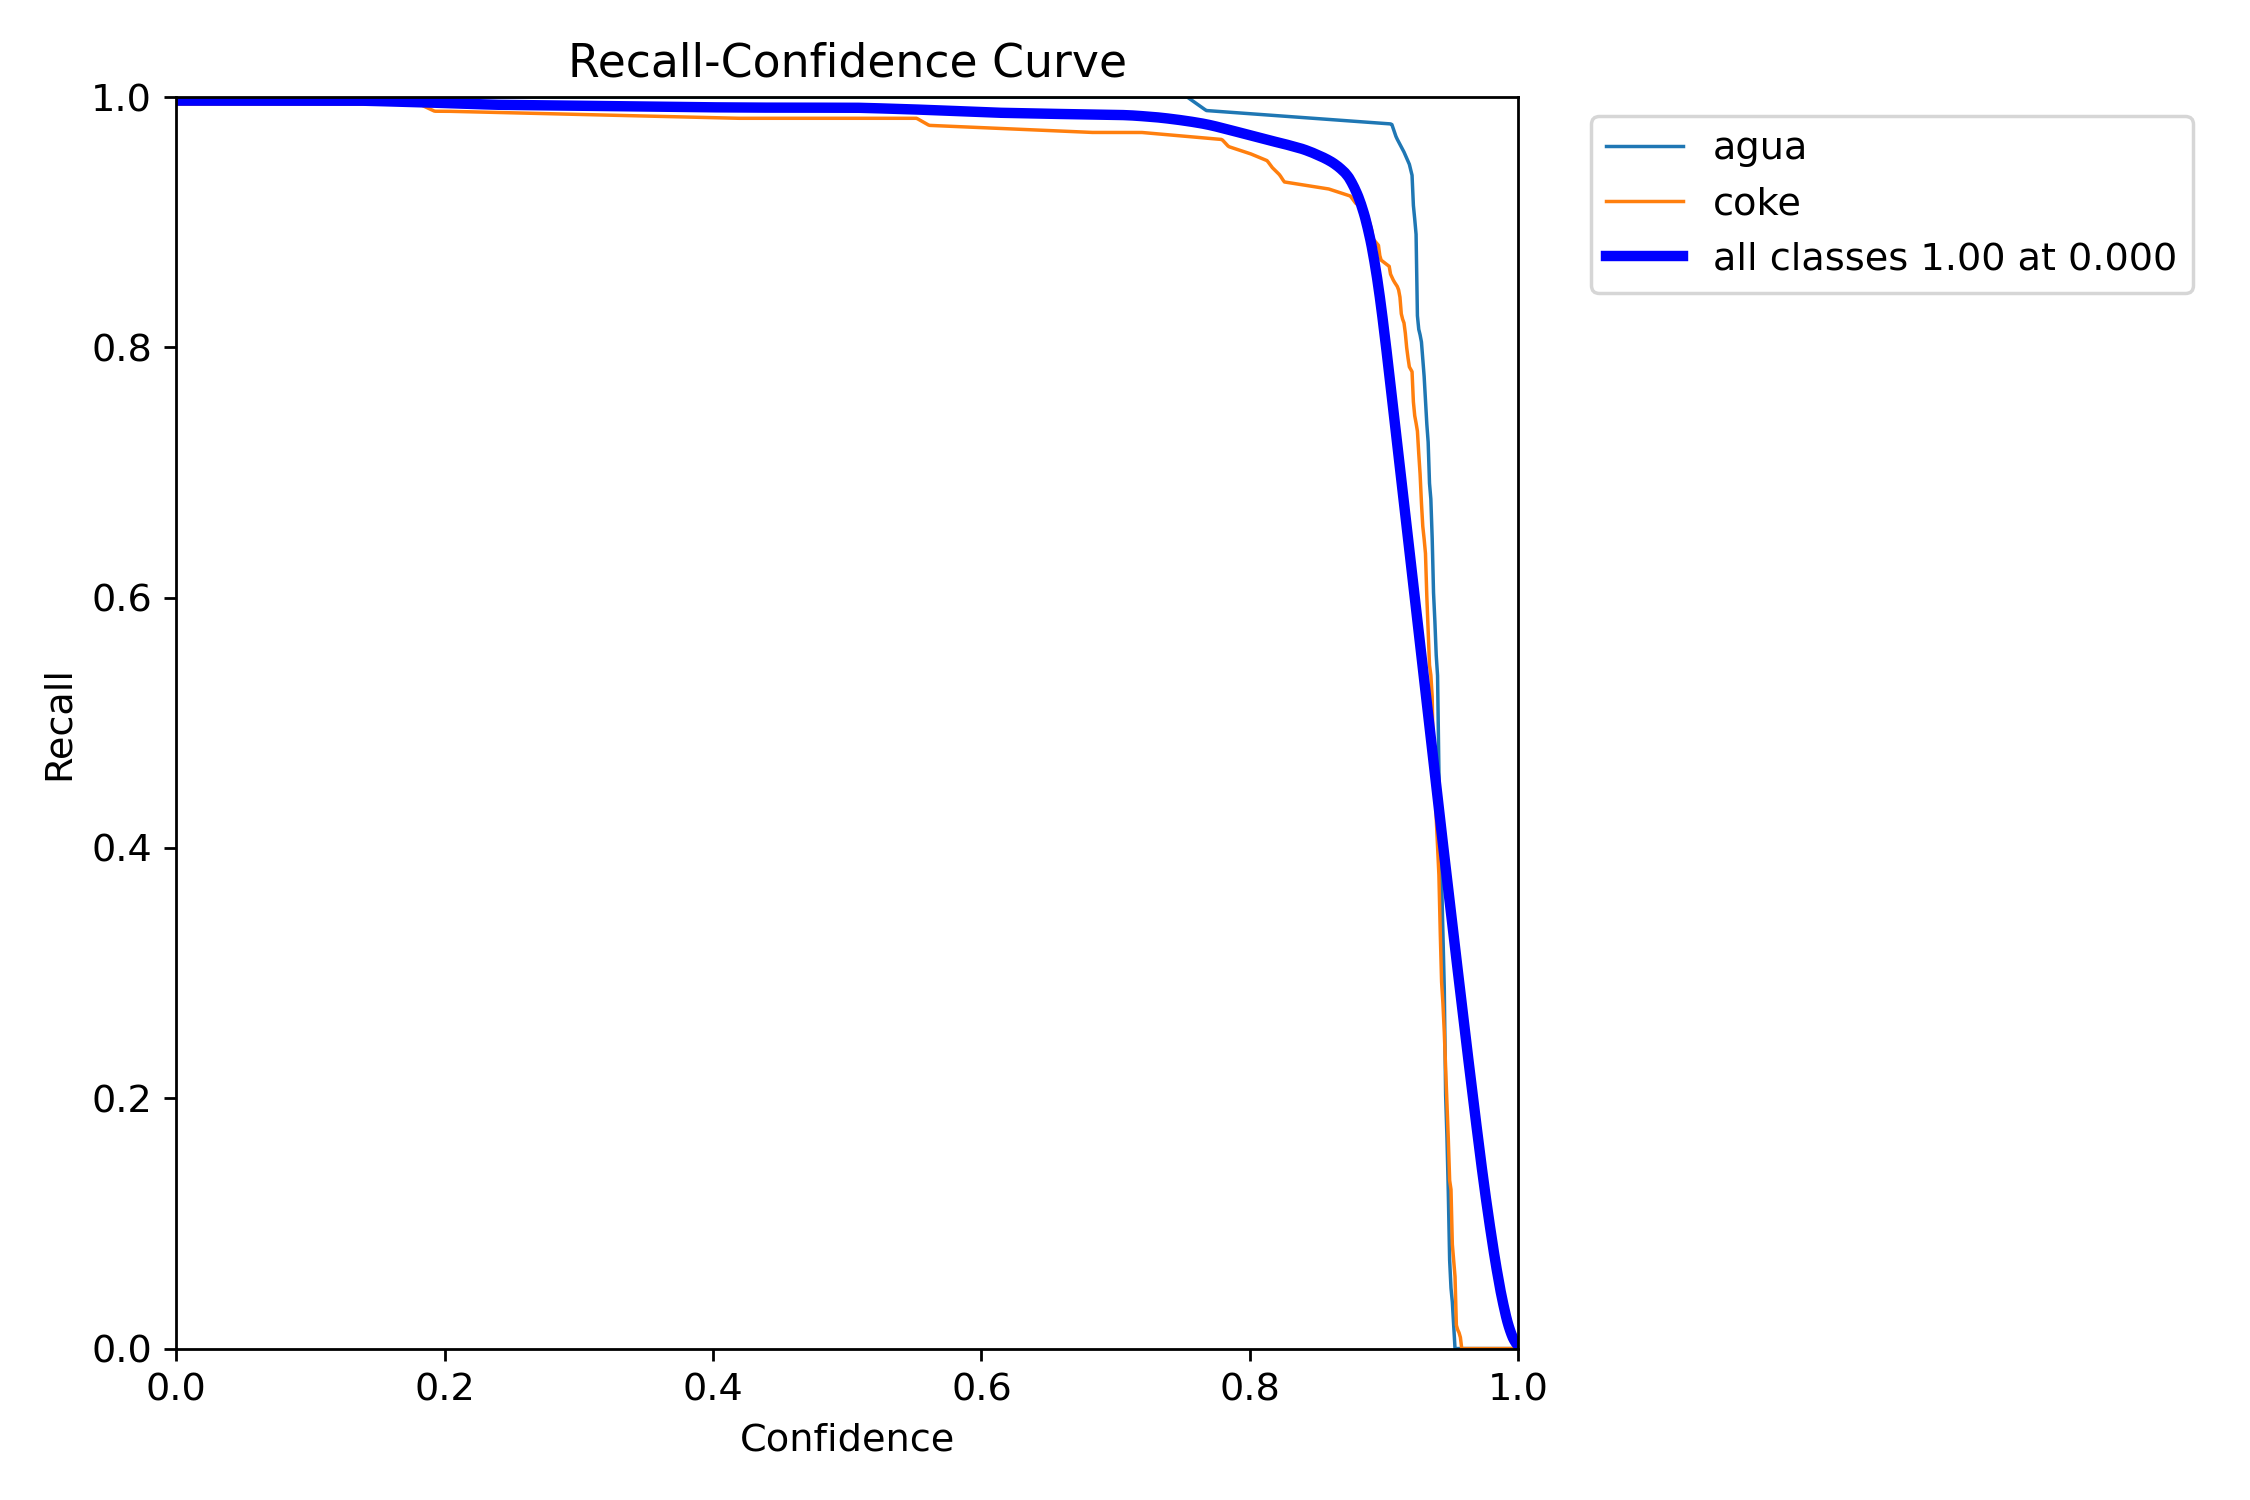 Recall-Confidence Curve
1.0
0.8
0.6
0.4
0.2
0.0
Recall
0.0 0.2 0.4 0.6 0.8 1.0
Confidence
agua
coke
all classes 1.00 at 0.000